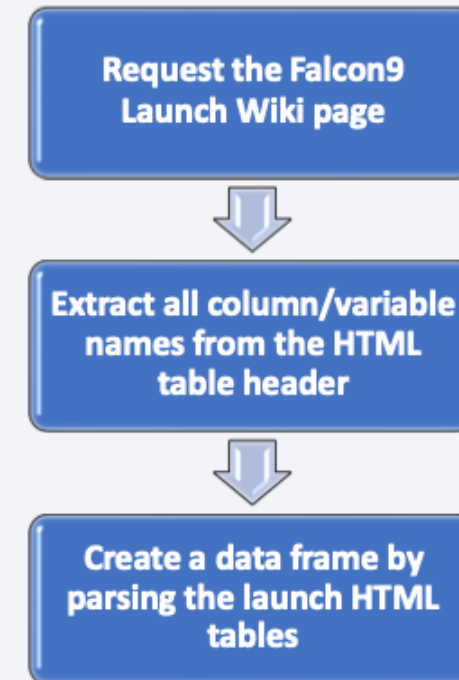 Request the Falcon9
Launch Wiki page
Extract all column/variable
names from the HTML
table header
Create a data frame by
parsing the launch HTML
tables